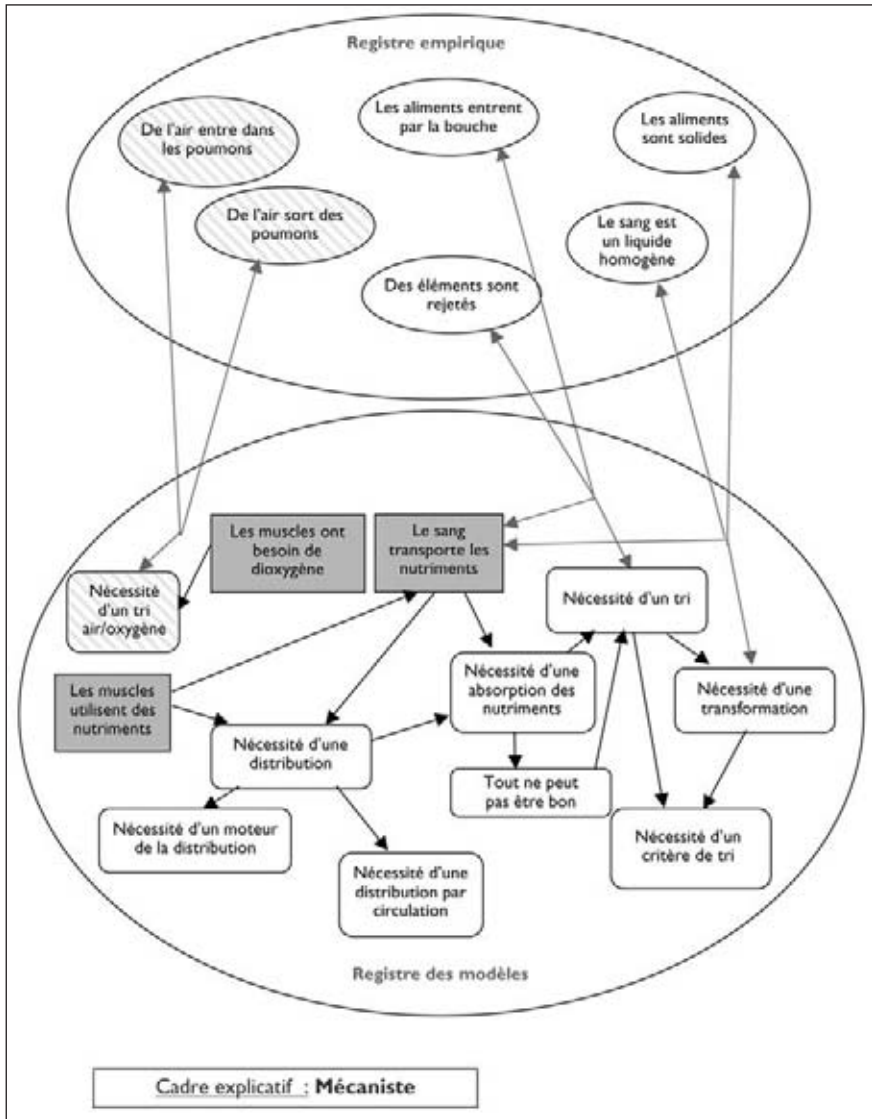 Registre empirique
De l'air entre dans
les poumons
Les aliments entrent
par la bouche
Les aliments
sont solides
De l'air sort des
poumons
Le sang est
un liquide
homogène
Des éléments sont
rejetés
Les muscles ont
besoin de
dioxygène
Le sang
transporte les
nutriments
Nécessité
d'un tri
air/oxygène
Nécessité d'un tri
Les muscles
utilisent des
nutriments
Nécessité d'une
absorption des
nutriments
Nécessité d'une
transformation
Nécessité d'une
distribution
Tout ne peut
pas être bon
Nécessité d'un moteur
de la distribution
Nécessité d'un
critère de tri
Nécessité d'une
distribution par
circulation
Registre des modèles
Cadre explicatif : Mécaniste